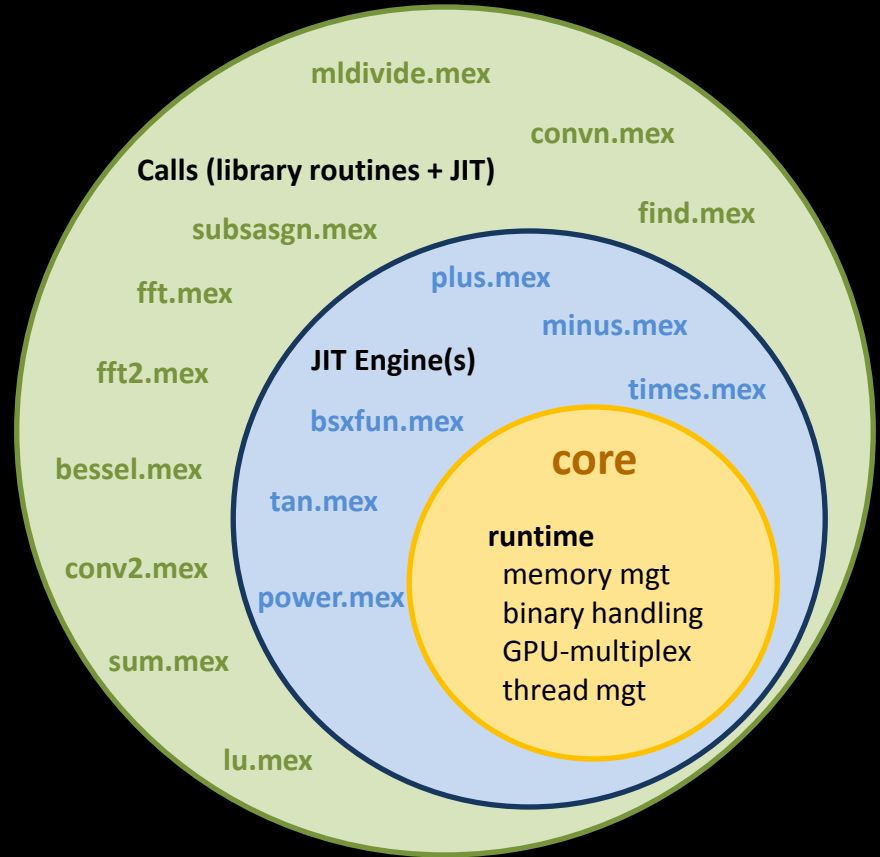 mldivide.mex
convn.mex
Calls (library routines + JIT)
find.mex
subsasgn.mex
plus.mex
fft.mex
minus.mex
JIT Engine(s)
fft2.mex
times.mex
bsxfun.mex
core
bessel.mex
tan.mex
runtime
conv2.mex
memory mgt
power.mex
binary handling
GPU-multiplex
sum.mex
thread mgt
lu.mex